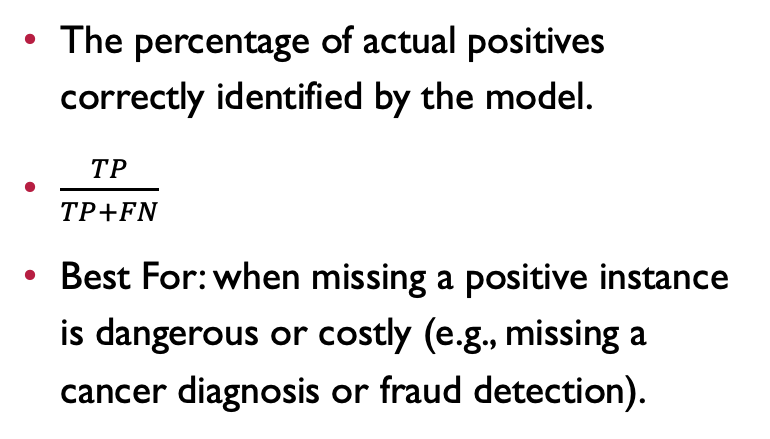 • The percentage of actual positives
correctly identified by the model.
• TP
TP+FN
• Best For: when missing a positive instance
is dangerous or costly (e.g., missing a
cancer diagnosis or fraud detection).